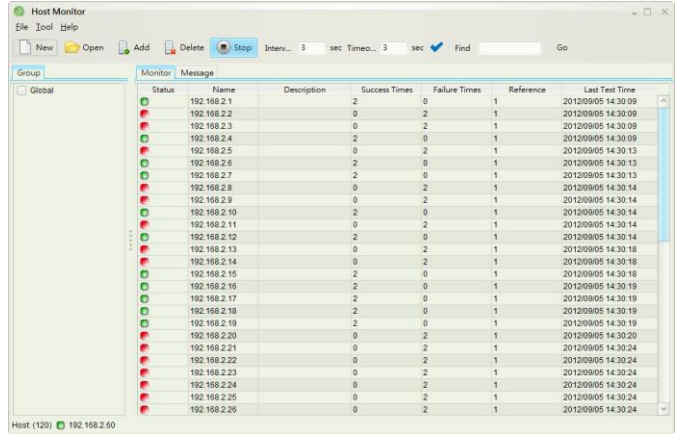 Host Monitor
File Tool Help
New Open Add Delete Stop Interv... 3 sec Timeo... 3 sec Find Go
Group Monitor Message
Global
Status Name Description Success Times Failure Times Reference Last Test Time
192.168.2.1 2 0 1 2012/09/05 14:30:09
192.168.2.2 0 2 1 2012/09/05 14:30:09
192.168.2.3 0 2 1 2012/09/05 14:30:09
192.168.2.4 2 0 1 2012/09/05 14:30:09
192.168.2.5 0 2 1 2012/09/05 14:30:13
192.168.2.6 2 0 1 2012/09/05 14:30:13
192.168.2.7 2 0 1 2012/09/05 14:30:13
192.168.2.8 0 2 1 2012/09/05 14:30:14
192.168.2.9 0 2 1 2012/09/05 14:30:14
192.168.2.10 2 0 1 2012/09/05 14:30:14
192.168.2.11 0 2 1 2012/09/05 14:30:14
192.168.2.12 2 0 1 2012/09/05 14:30:14
192.168.2.13 0 2 1 2012/09/05 14:30:18
192.168.2.14 0 2 1 2012/09/05 14:30:18
192.168.2.15 2 0 1 2012/09/05 14:30:18
192.168.2.16 2 0 1 2012/09/05 14:30:19
192.168.2.17 2 0 1 2012/09/05 14:30:19
192.168.2.18 2 0 1 2012/09/05 14:30:19
192.168.2.19 2 0 1 2012/09/05 14:30:19
192.168.2.20 0 2 1 2012/09/05 14:30:20
192.168.2.21 0 2 1 2012/09/05 14:30:24
192.168.2.22 0 2 1 2012/09/05 14:30:24
192.168.2.23 0 2 1 2012/09/05 14:30:24
192.168.2.24 0 2 1 2012/09/05 14:30:24
192.168.2.25 0 2 1 2012/09/05 14:30:24
192.168.2.26 0 2 1 2012/09/05 14:30:24
Host: (120) 192.168.2.60